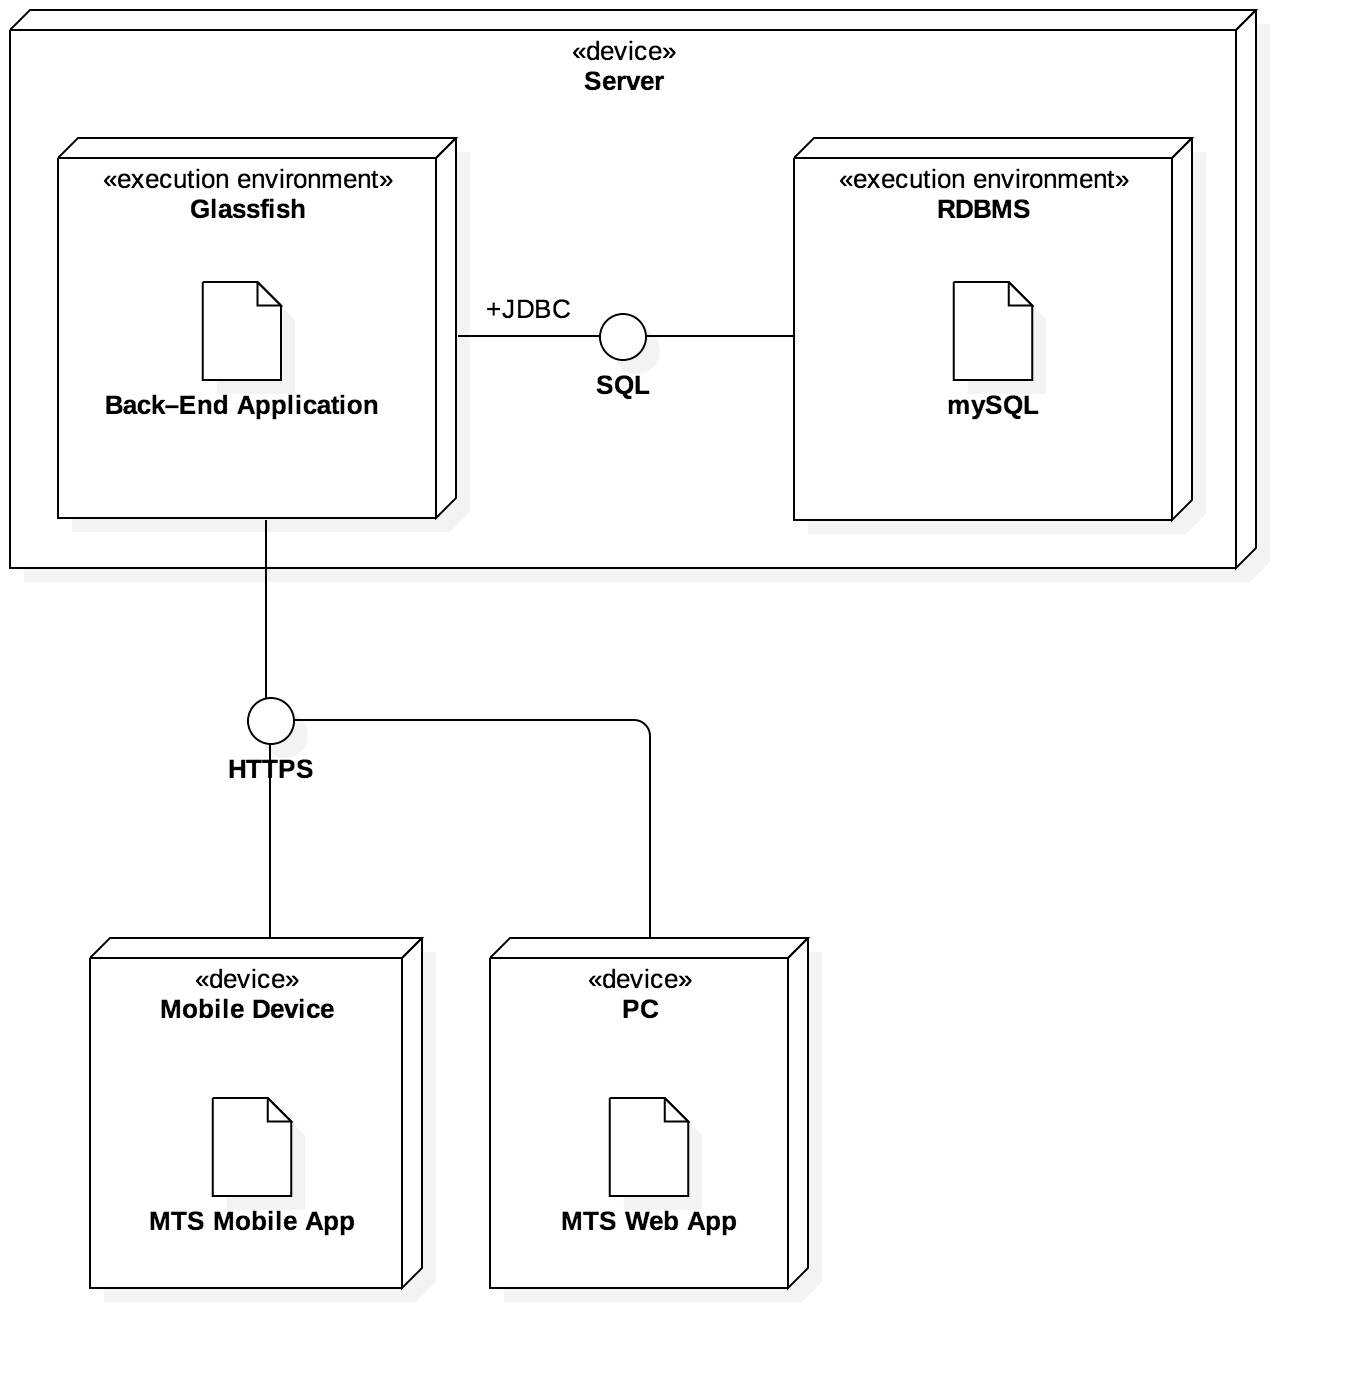 «device»
Server
«execution environment»
Glassfish
«execution environment»
RDBMS
+JDBC
SQL
Back–End Application
mySQL
HTTPS
«device»
Mobile Device
«device»
PC
MTS Mobile App
MTS Web App